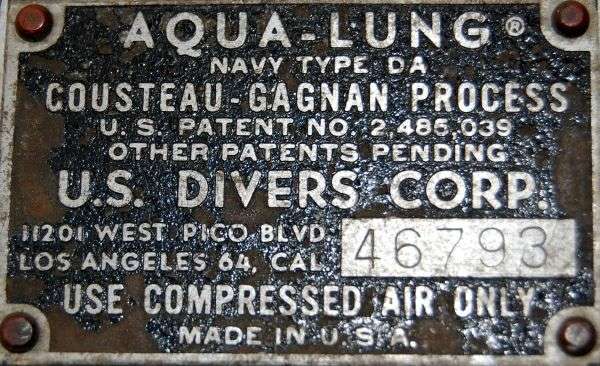 AQUA-LUNG®
NAVY TYPE DA
COUSTEAU-GAGNAN PROCESS
U.S. PATENT NO. 2,485,039
OTHER PATENTS PENDING
U.S. DIVERS CORP.
11201 WEST PICO BLVD
LOS ANGELES 64, CAL.
46793
USE COMPRESSED AIR ONLY
MADE IN U.S.A.